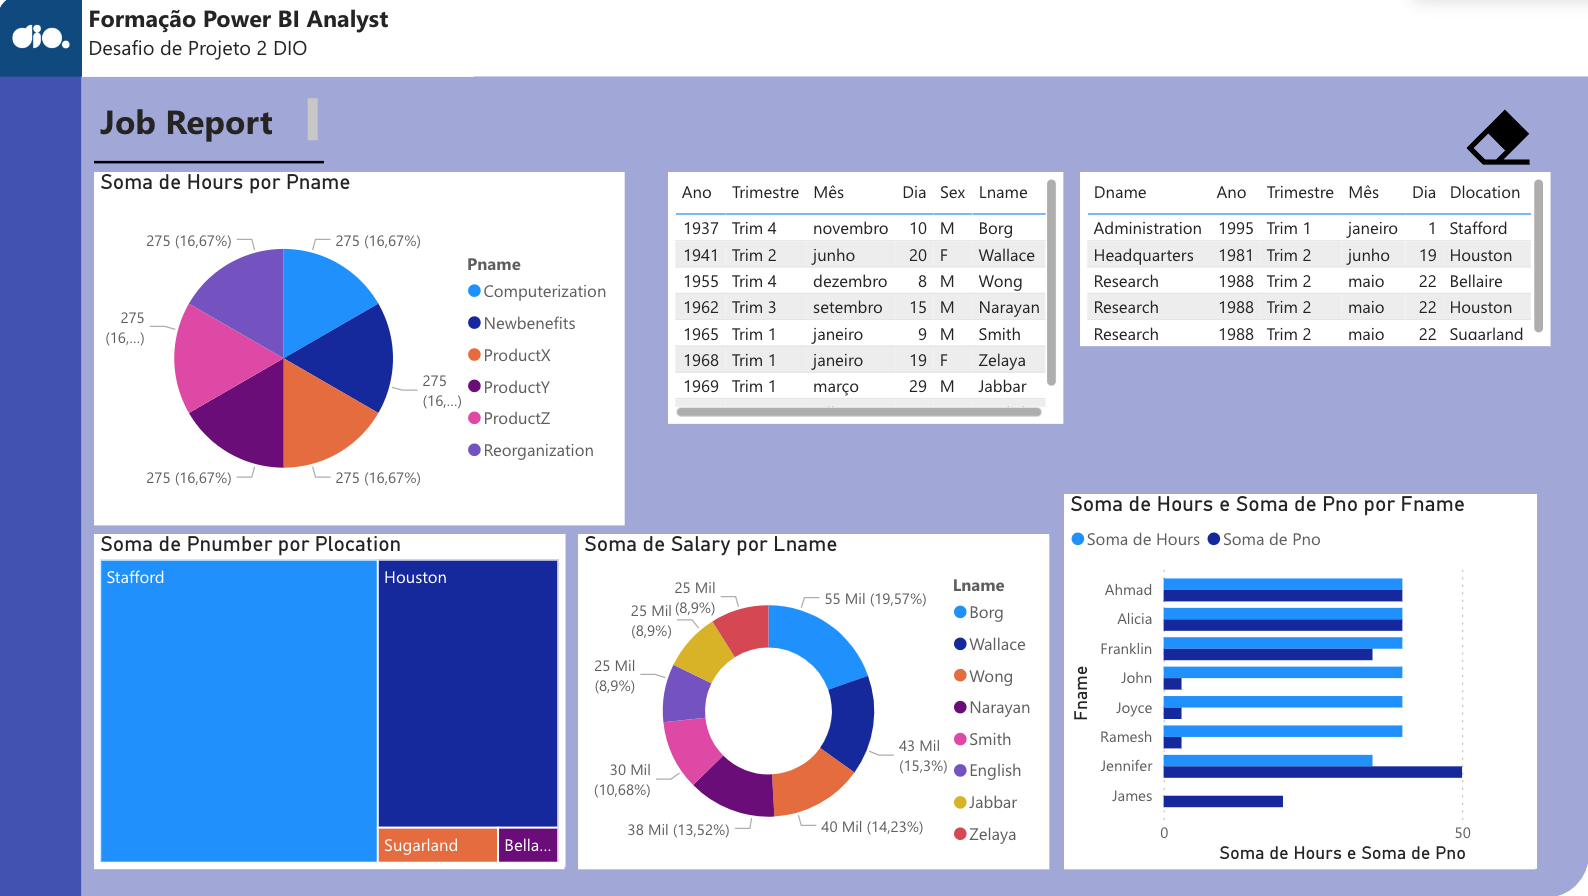 dio.
Formação Power BI Analyst
Desafio de Projeto 2 DIO
Job Report
Soma de Hours por Pname
275 (16,67%)
275 (16,67%)
275
(16,...)
275
(16,...)
275 (16,67%)
275 (16,67%)
Pname
Computerization
Newbenefits
ProductX
ProductY
ProductZ
Reorganization
Ano Trimestre Mês Dia Sex Lname
1937 Trim 4 novembro 10 M Borg
1941 Trim 2 junho 20 F Wallace
1955 Trim 4 dezembro 8 M Wong
1962 Trim 3 setembro 15 M Narayan
1965 Trim 1 janeiro 9 M Smith
1968 Trim 1 janeiro 19 F Zelaya
1969 Trim 1 março 29 M Jabbar
Dname Ano Trimestre Mês Dia Dlocation
Administration 1995 Trim 1 janeiro 1 Stafford
Headquarters 1981 Trim 2 junho 19 Houston
Research 1988 Trim 2 maio 22 Bellaire
Research 1988 Trim 2 maio 22 Houston
Research 1988 Trim 2 maio 22 Sugarland
Soma de Pnumber por Plocation
Stafford
Houston
Sugarland
Bella...
Soma de Salary por Lname
25 Mil
(8,9%)
25 Mil
(8,9%)
25 Mil
(8,9%)
30 Mil
(10,68%)
38 Mil (13,52%)
55 Mil (19,57%)
43 Mil
(15,3%)
40 Mil (14,23%)
Lname
Borg
Wallace
Wong
Narayan
Smith
English
Jabbar
Zelaya
Soma de Hours e Soma de Pno por Fname
Soma de Hours Soma de Pno
Fname
Ahmad
Alicia
Franklin
John
Joyce
Ramesh
Jennifer
James
0 50
Soma de Hours e Soma de Pno